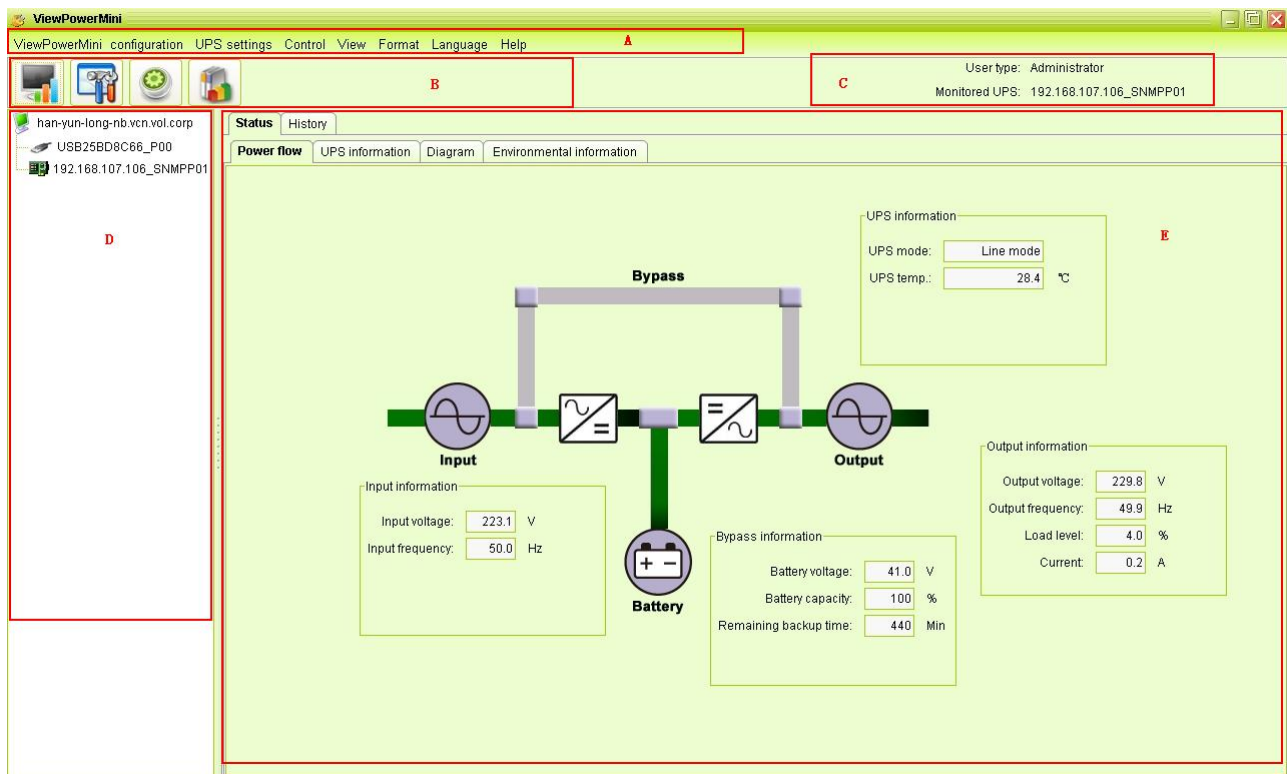 ViewPowerMini
ViewPowerMini configuration UPS settings Control View Format Language Help
A
B
C
User type: Administrator
Monitored UPS: 192.168.107.106_SNMPP01
han-yun-long-nb.vcn.vol.corp
USB25BD8C66_P00
192.168.107.106_SNMPP01
D
Status History
Power flow UPS information Diagram Environmental information
E
UPS information
UPS mode: Line mode
UPS temp.: 28.4 °C
Bypass
Input
Output
Input information
Input voltage: 223.1 V
Input frequency: 50.0 Hz
Battery
Bypass information
Battery voltage: 41.0 V
Battery capacity: 100 %
Remaining backup time: 440 Min
Output information
Output voltage: 229.8 V
Output frequency: 49.9 Hz
Load level: 4.0 %
Current: 0.2 A